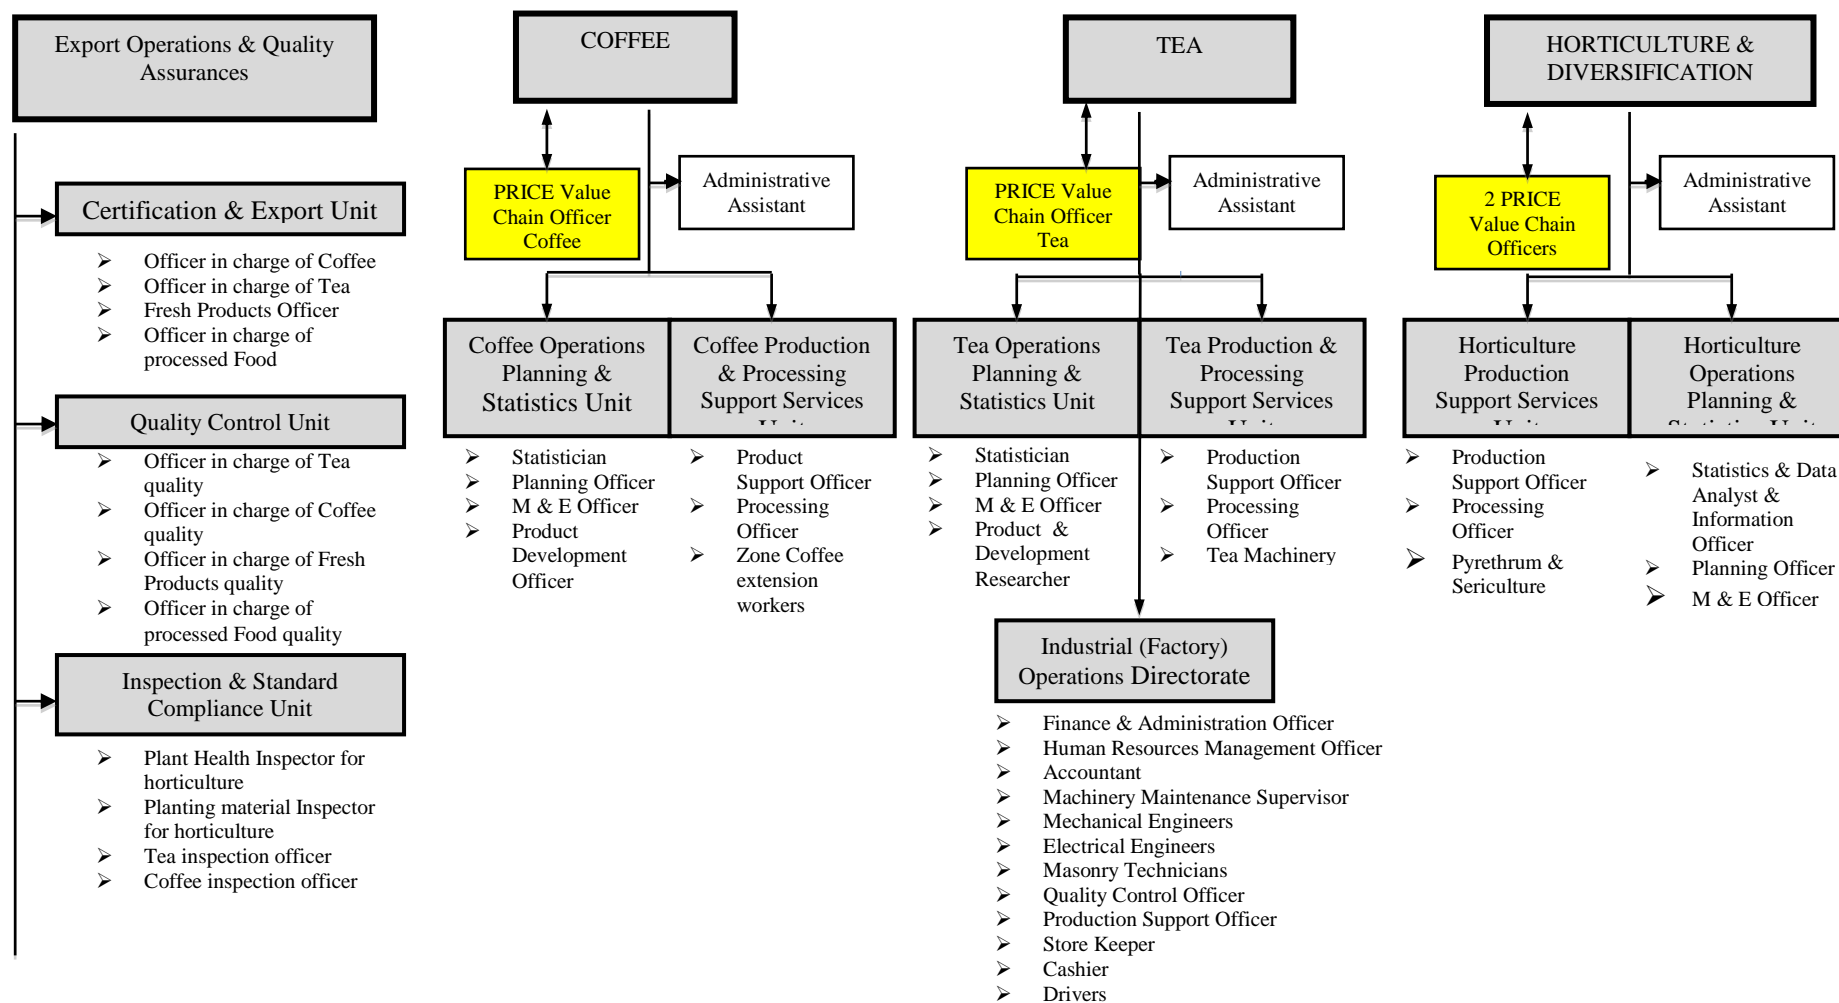 Export Operations & Quality
Assurances
Certification & Export Unit
Officer in charge of Coffee
Officer in charge of Tea
Fresh Products Officer
Officer in charge of
processed Food
Quality Control Unit
Officer in charge of Tea
quality
Officer in charge of Coffee
quality
Officer in charge of Fresh
Products quality
Officer in charge of
processed Food quality
Inspection & Standard
Compliance Unit
Plant Health Inspector for
horticulture
Planting material Inspector
for horticulture
Tea inspection officer
Coffee inspection officer
COFFEE
PRICE Value
Chain Officer
Coffee
Administrative
Assistant
Coffee Operations
Planning &
Statistics Unit
Statistician
Planning Officer
M & E Officer
Product
Development
Officer
Coffee Production
& Processing
Support Services
Unit
Product
Support Officer
Processing
Officer
Zone Coffee
extension
workers
TEA
PRICE Value
Chain Officer
Tea
Administrative
Assistant
Tea Operations
Planning &
Statistics Unit
Statistician
Planning Officer
M & E Officer
Product & 
Development
Researcher
Tea Production &
Processing
Support Services
Unit
Production
Support Officer
Processing
Officer
Tea Machinery
Industrial (Factory)
Operations Directorate
Finance & Administration Officer
Human Resources Management Officer
Accountant
Machinery Maintenance Supervisor
Mechanical Engineers
Electrical Engineers
Masonry Technicians
Quality Control Officer
Production Support Officer
Store Keeper
Cashier
Drivers
HORTICULTURE &
DIVERSIFICATION
2 PRICE
Value Chain
Officers
Administrative
Assistant
Horticulture
Production
Support Services
Unit
Production
Support Officer
Processing
Officer
Pyrethrum &
Sericulture
Horticulture
Operations
Planning &
Statistics Unit
Statistics & Data
Analyst &
Information
Officer
Planning Officer
M & E Officer